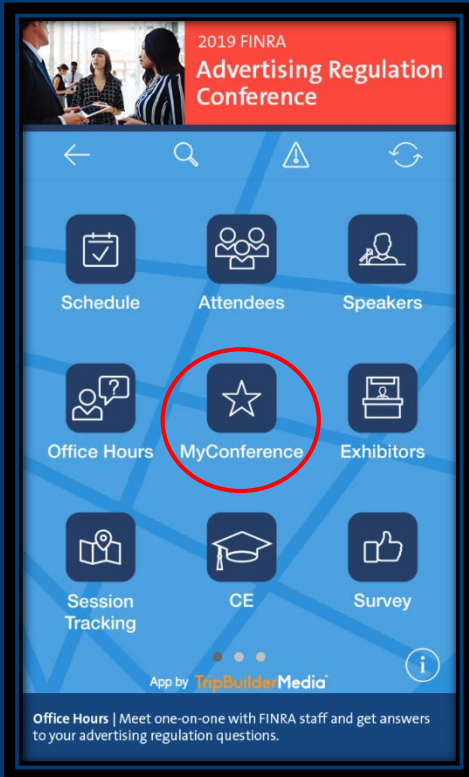 2019 FINRA
Advertising Regulation
Conference
Schedule
Attendees
Speakers
?
Office Hours
MyConference
Exhibitors
Session
Tracking
CE
Survey
i
App by TripBuilderMedia
Office Hours | Meet one-on-one with FINRA staff and get answers
to your advertising regulation questions.